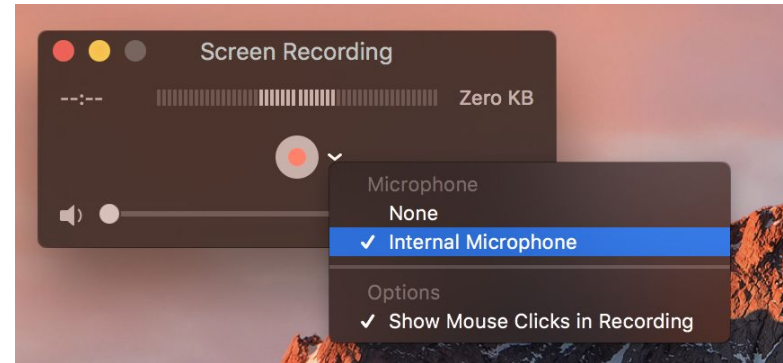 Screen Recording
--:-- Zero KB
Microphone
None
✓ Internal Microphone
Options
✓ Show Mouse Clicks in Recording